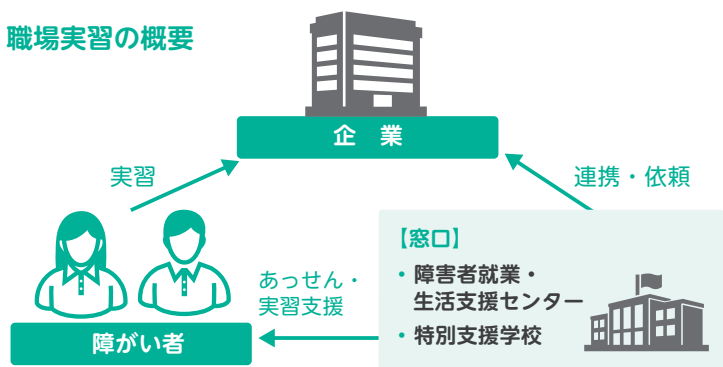 職場実習の概要
企　業
実習
連携・依頼
【窓口】
・障害者就業・
生活支援センター
・特別支援学校
あっせん・
実習支援
障がい者